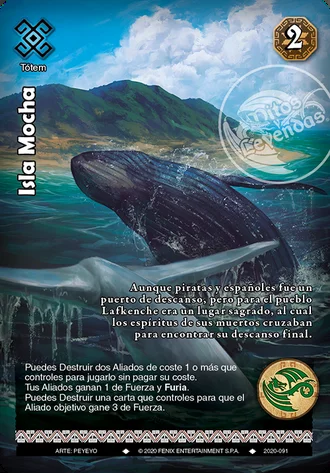 Tótem
2
Isla Mocha
Mitos y
Leyendas
Aunque piratas y españoles fue un
puerto de descanso, pero para el pueblo
Lafkenche era un lugar sagrado, al cual
los espíritus de sus muertos cruzaban
para encontrar su descanso final.
Puedes Destruir dos Aliados de coste 1 o más que
controles para jugarlo sin pagar su coste.
Tus Aliados ganan 1 de Fuerza y Furia.
Puedes Destruir una carta que controles para que el
Aliado objetivo gane 3 de Fuerza.
ARTE: PEYEYO
© 2020 FENIX ENTERTAINMENT S.P.A.
2020-091